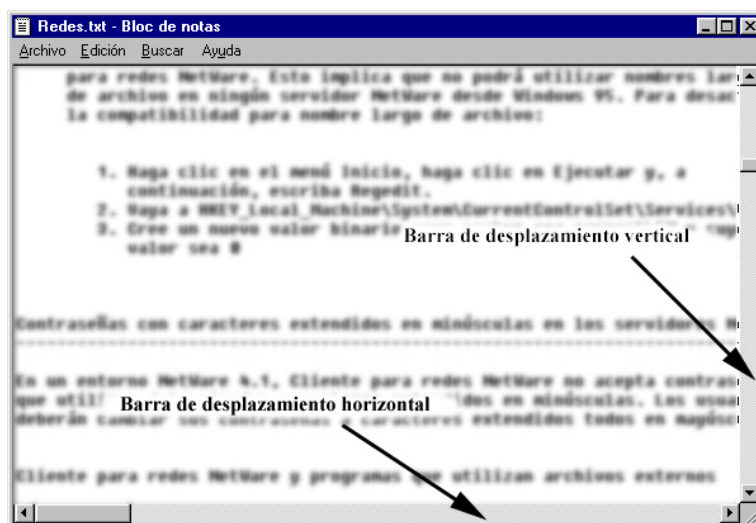 Redes.txt - Bloc de notas
Archivo Edición Buscar Ayuda
para redes NetWare. Esto implica que no podrá utilizar nombres lar
de archivo en ningún servidor NetWare desde Windows 95. Para desac
la compatibilidad para nombre largo de archivo:
1. Haga clic en el menú Inicio, haga clic en Ejecutar y, a
continuación, escriba Regedit.
2. Vaya a HKEY_Local_Machine\System\CurrentControlSet\Services\
3. Cree un nuevo valor
valor sea 0
Barra de desplazamiento vertical
Contraseñas con caracteres extendidos en minúsculas en los servidores
En un entorno NetWare 4.1, Cliente para redes NetWare no acepta contras
que
Barra de desplazamiento horizontal
en minúsculas. Los usua
deberán cambiar sus contraseñas a caracteres extendidos todos en mayúsc
Cliente para redes NetWare y programas que utilizan archivos externos